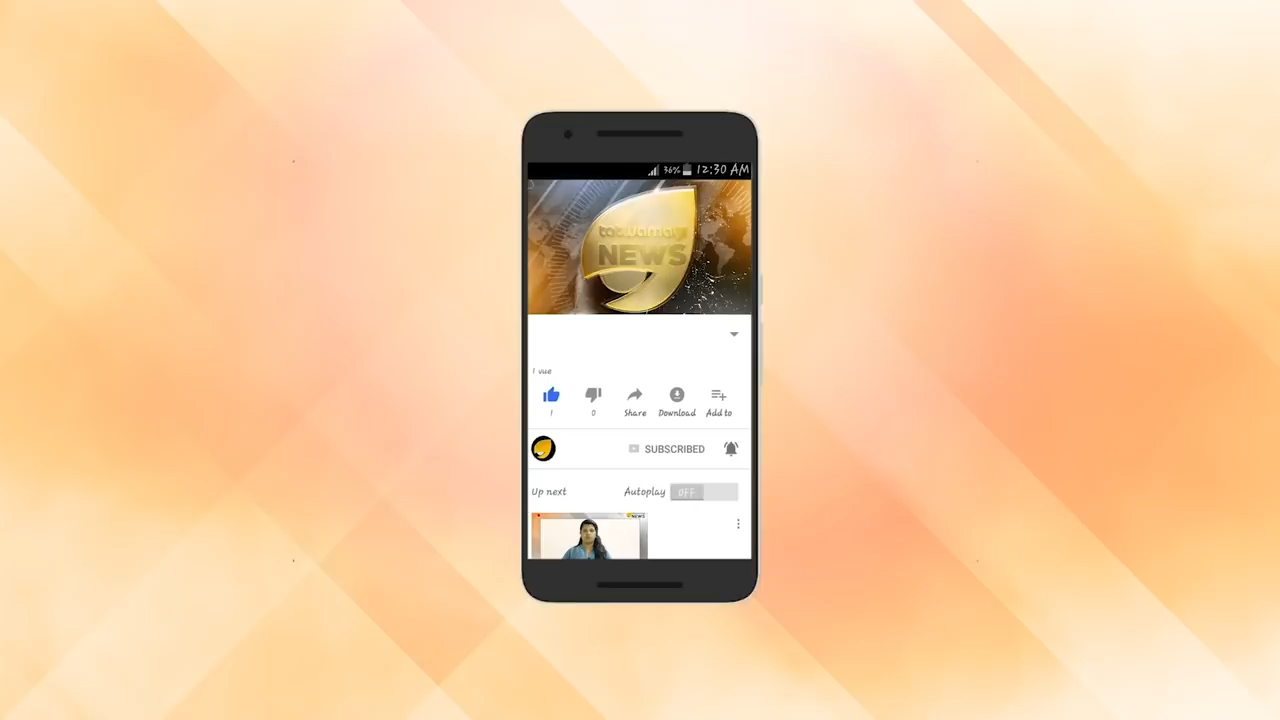 36% 12:30 AM
tatwamayi
NEWS
1 vue
1 0 Share Download Add to
SUBSCRIBED
Up next Autoplay OFF
NEWS